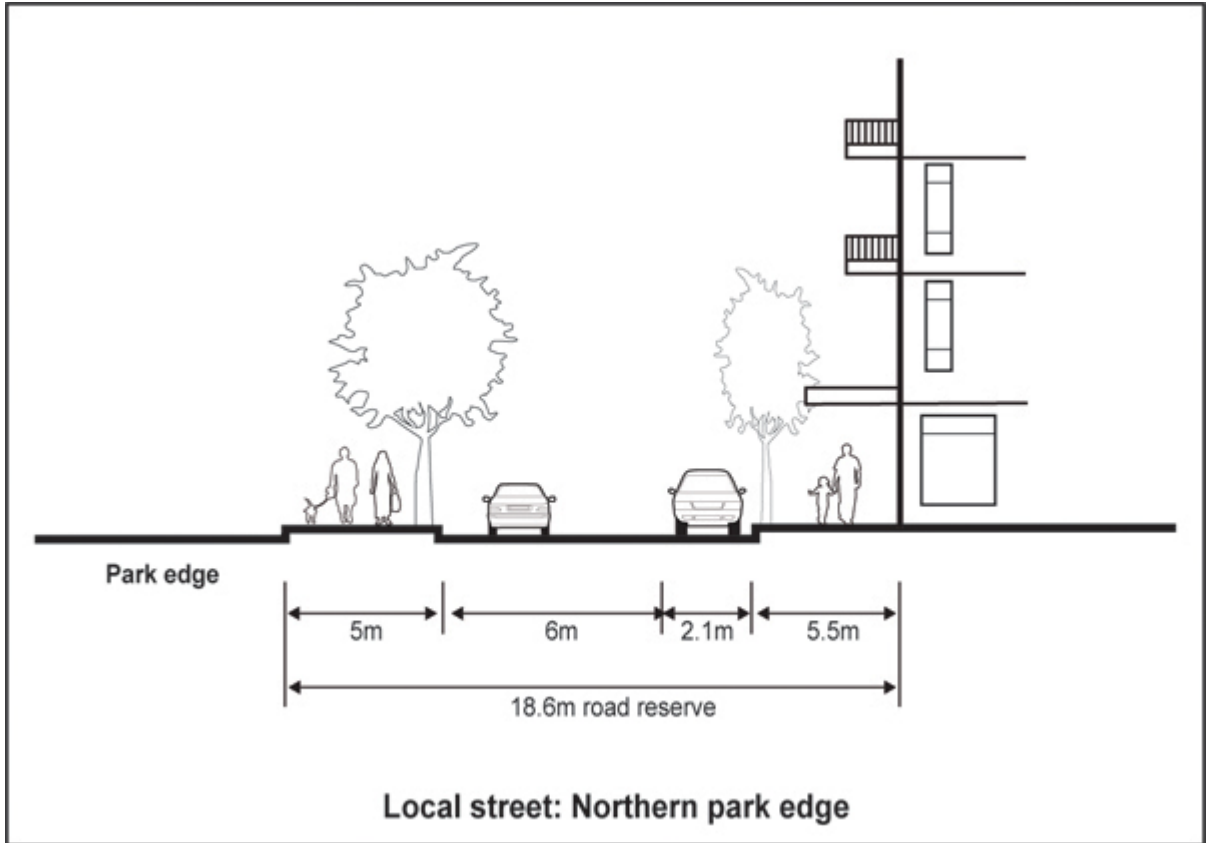 Park edge
5m
6m
2.1m
5.5m
18.6m road reserve
Local street: Northern park edge